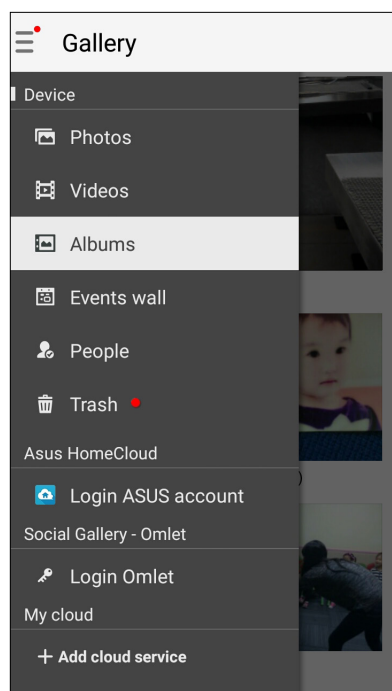 Gallery
Device
Photos
Videos
Albums
Events wall
People
Trash
Asus HomeCloud
)
Login ASUS account
Social Gallery - Omlet
Login Omlet
My cloud
+ Add cloud service